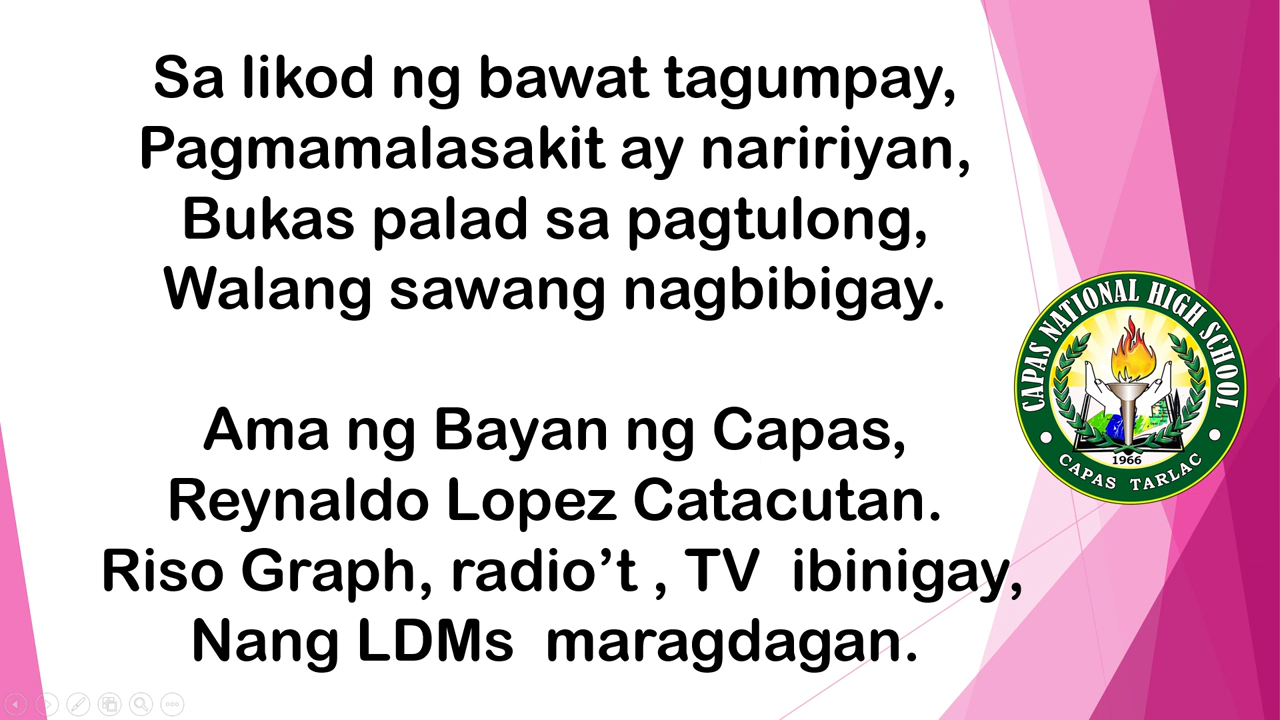 Sa likod ng bawat tagumpay,
Pagmamalasakit ay naririyan,
Bukas palad sa pagtulong,
Walang sawang nagbibigay.
Ama ng Bayan ng Capas,
Reynaldo Lopez Catacutan.
Riso Graph, radio’t , TV  ibinigay,
Nang LDMs  maragdagan.
CAPAS NATIONAL HIGH SCHOOL
1966
CAPAS TARLAC